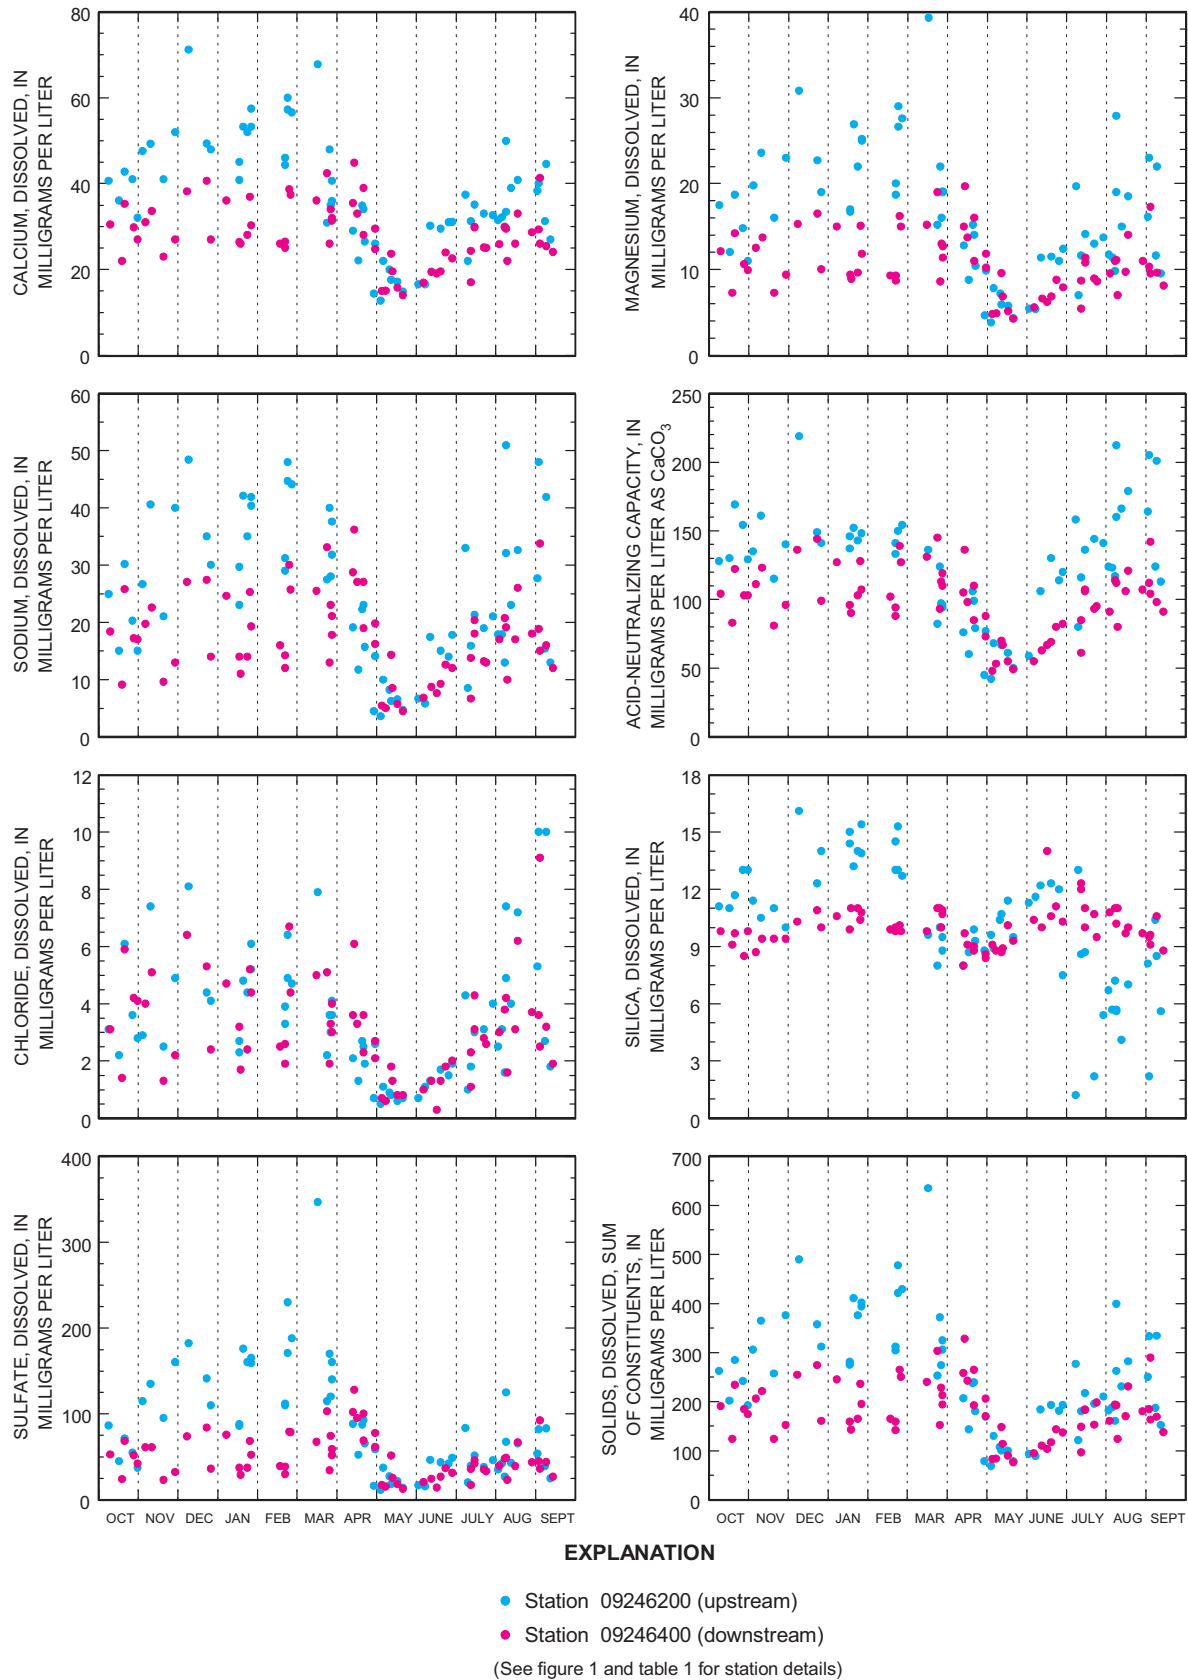 CALCIUM, DISSOLVED, IN
MILLIGRAMS PER LITER
80
60
40
20
0
MAGNESIUM, DISSOLVED, IN
MILLIGRAMS PER LITER
40
30
20
10
0
SODIUM, DISSOLVED, IN
MILLIGRAMS PER LITER
60
50
40
30
20
10
0
ACID-NEUTRALIZING CAPACITY, IN
MILLIGRAMS PER LITER AS CaCO3
250
200
150
100
50
0
CHLORIDE, DISSOLVED, IN
MILLIGRAMS PER LITER
12
10
8
6
4
2
0
SILICA, DISSOLVED, IN
MILLIGRAMS PER LITER
18
15
12
9
6
3
0
SULFATE, DISSOLVED, IN
MILLIGRAMS PER LITER
400
300
200
100
0
OCT NOV DEC JAN FEB MAR APR MAY JUNE JULY AUG SEPT
SOLIDS, DISSOLVED, SUM
OF CONSTITUENTS, IN
MILLIGRAMS PER LITER
700
600
500
400
300
200
100
0
OCT NOV DEC JAN FEB MAR APR MAY JUNE JULY AUG SEPT
EXPLANATION
Station 09246200 (upstream)
Station 09246400 (downstream)
(See figure 1 and table 1 for station details)